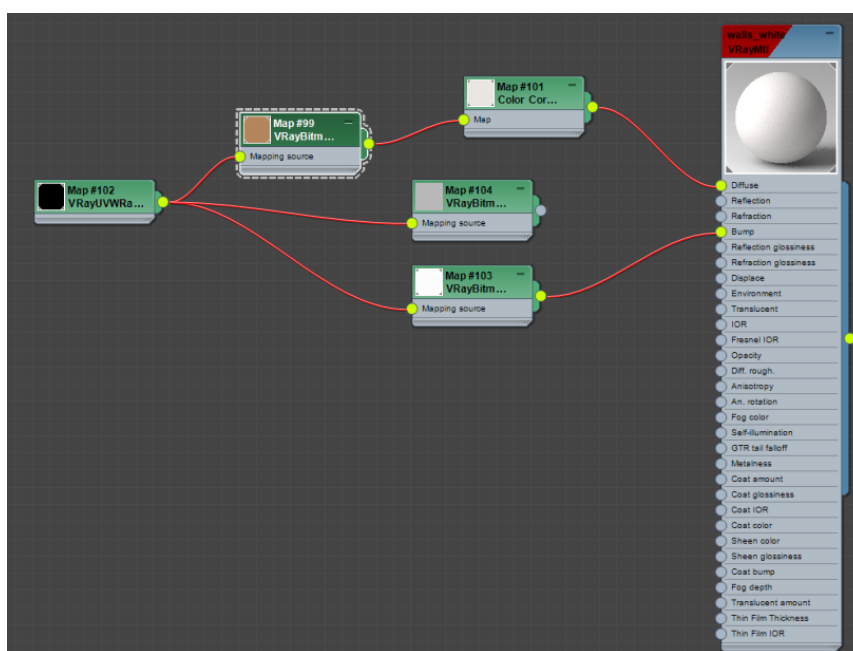 walls_white
VRayMtl
Map #101
Color Cor...
Map
Map #99
VRayBitm...
Mapping source
Map #102
VRayUVWRa...
Map #104
VRayBitm...
Mapping source
Map #103
VRayBitm...
Mapping source
Diffuse
Reflection
Refraction
Bump
Reflection glossiness
Refraction glossiness
Displace
Environment
Translucent
IOR
Fresnel IOR
Opacity
Diff. rough.
Anisotropy
An. rotation
Fog color
Self-illumination
GTR tail falloff
Metalness
Coat amount
Coat glossiness
Coat IOR
Coat color
Sheen color
Sheen glossiness
Coat bump
Fog depth
Translucent amount
Thin Film Thickness
Thin Film IOR